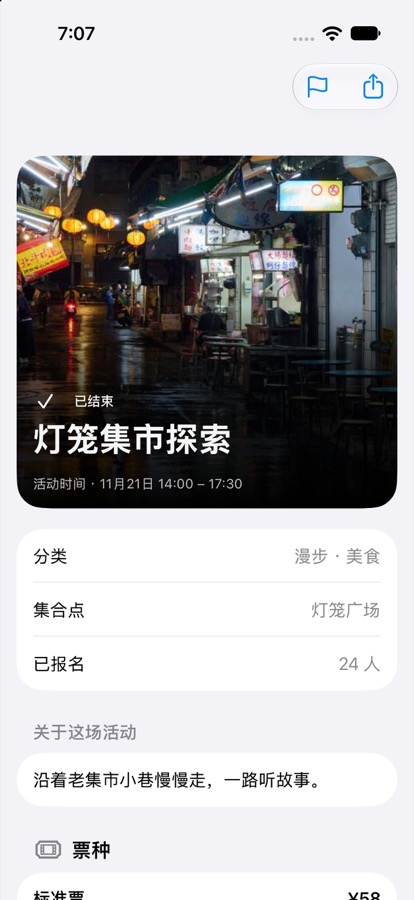 7:07
已结束
灯笼集市探索
活动时间 · 11月21日 14:00 – 17:30
分类
漫步 · 美食
集合点
灯笼广场
已报名
24 人
关于这场活动
沿着老集市小巷慢慢走，一路听故事。
票种
标准票
¥58